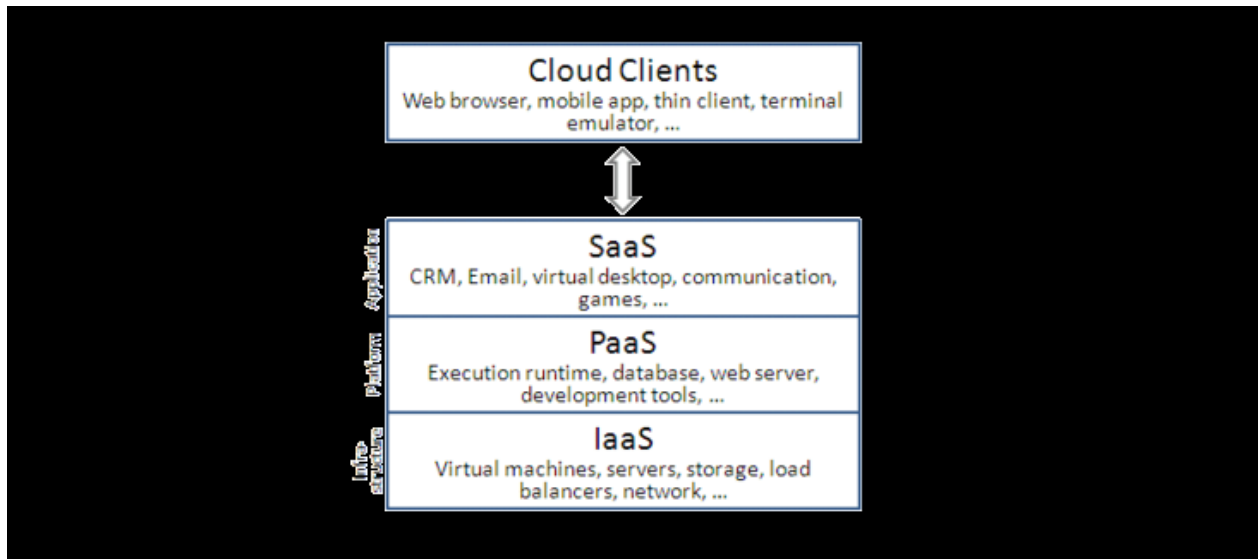 Cloud Clients
Web browser, mobile app, thin client, terminal
emulator, ...
Application
SaaS
CRM, Email, virtual desktop, communication,
games, ...
Platform
PaaS
Execution runtime, database, web server,
development tools, ...
Infra-
structure
IaaS
Virtual machines, servers, storage, load
balancers, network, ...